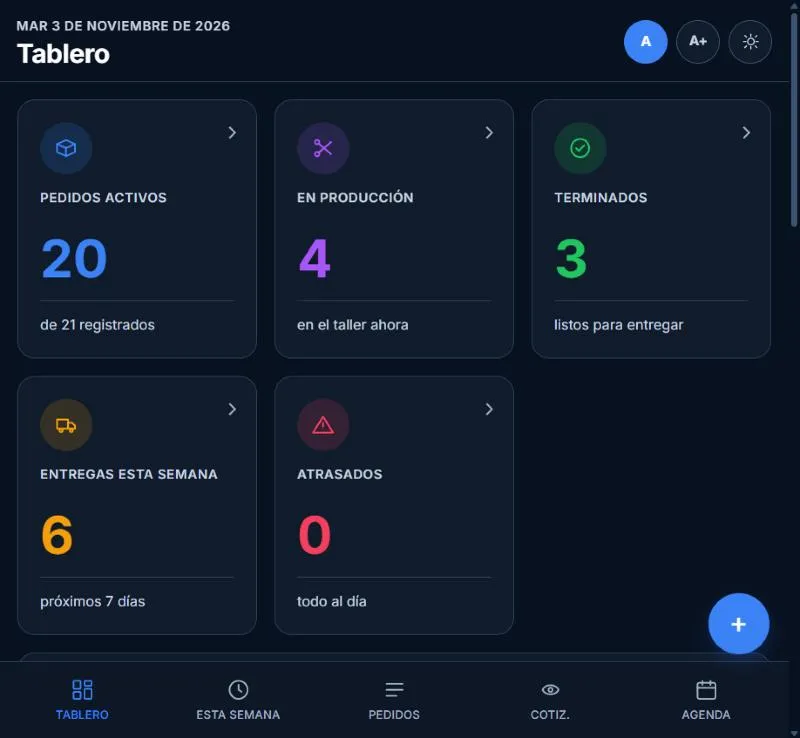 MAR 3 DE NOVIEMBRE DE 2026
Tablero
A
A+
PEDIDOS ACTIVOS
20
de 21 registrados
EN PRODUCCIÓN
4
en el taller ahora
TERMINADOS
3
listos para entregar
ENTREGAS ESTA SEMANA
6
próximos 7 días
ATRASADOS
0
todo al día
+
TABLERO
ESTA SEMANA
PEDIDOS
COTIZ.
AGENDA